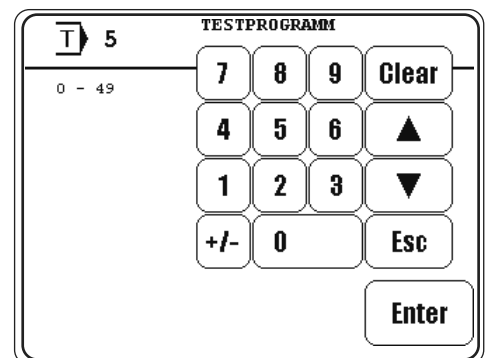 TESTPROGRAMM
T 5
0 - 49
7 8 9 Clear
4 5 6 ▲
1 2 3 ▼
+/- 0 Esc
Enter